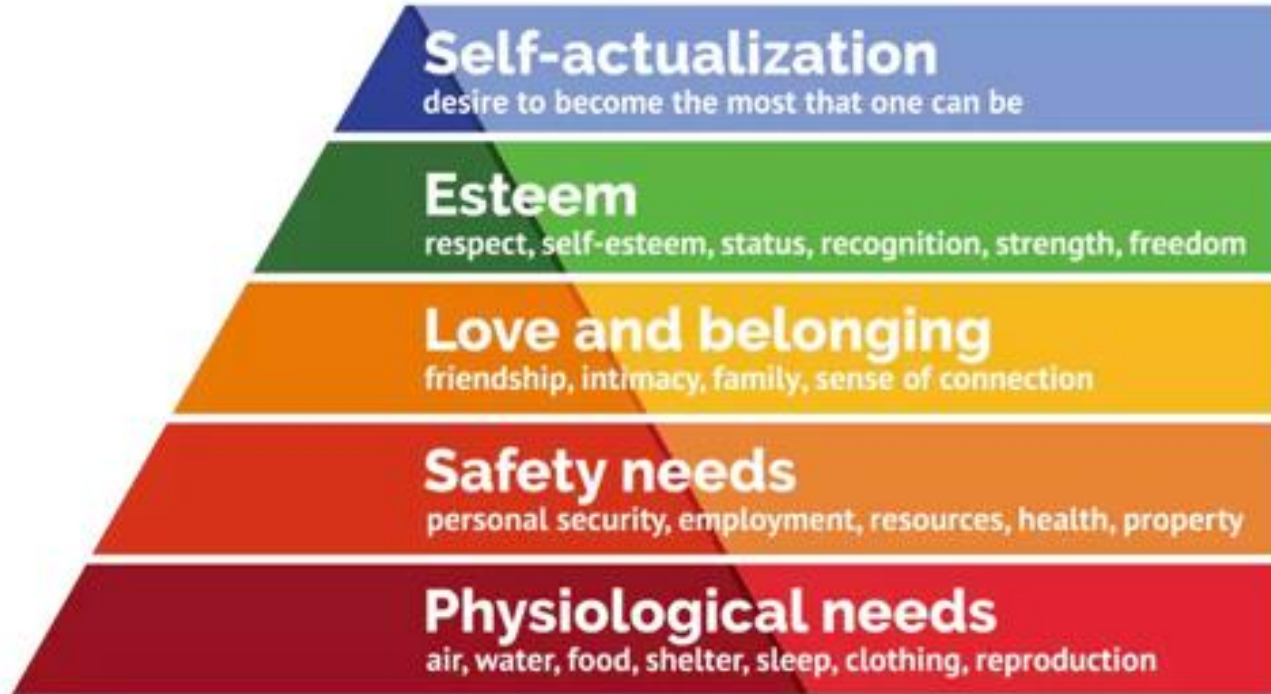 Self-actualization
desire to become the most that one can be
Esteem
respect, self-esteem, status, recognition, strength, freedom
Love and belonging
friendship, intimacy, family, sense of connection
Safety needs
personal security, employment, resources, health, property
Physiological needs
air, water, food, shelter, sleep, clothing, reproduction